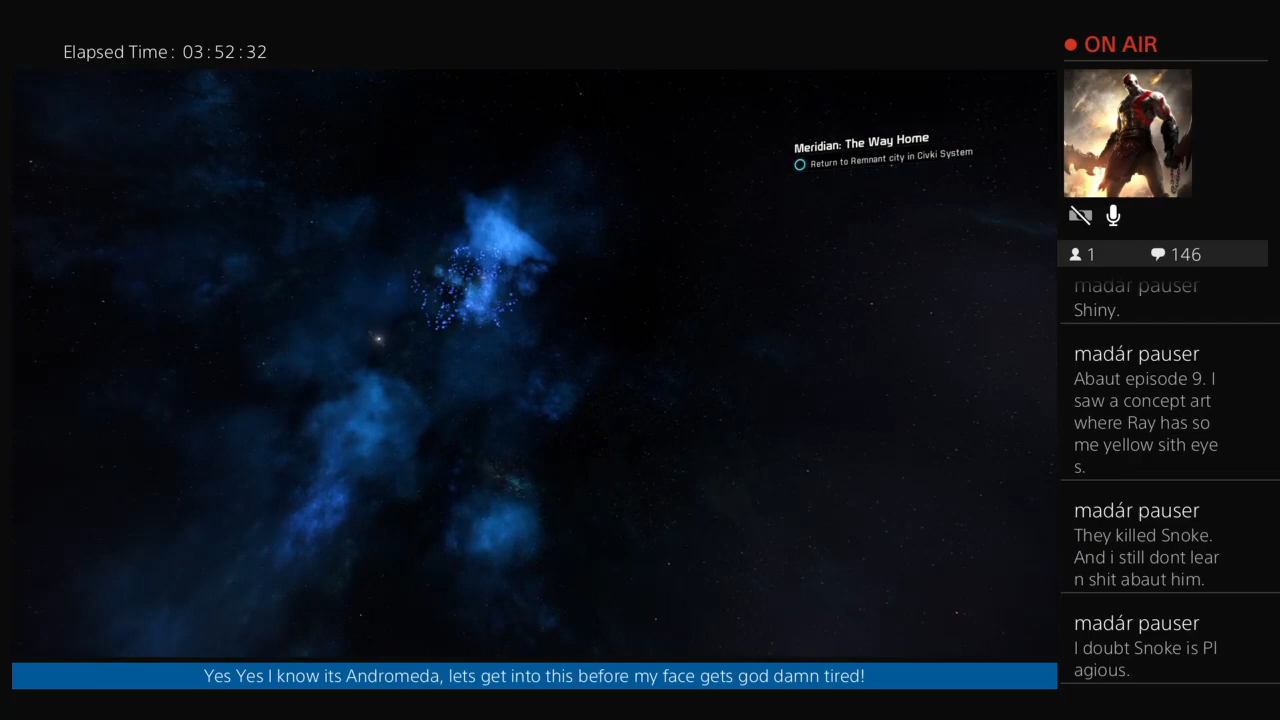 Elapsed Time: 03:52:32
ON AIR
Meridian: The Way Home
Return to Remnant city in Civki System
1
146
madár pauser
Shiny.
madár pauser
Abaut episode 9. I
saw a concept art
where Ray has so
me yellow sith eye
s.
madár pauser
They killed Snoke.
And i still dont lear
n shit abaut him.
madár pauser
I doubt Snoke is Pl
agious.
Yes Yes I know its Andromeda, lets get into this before my face gets god damn tired!